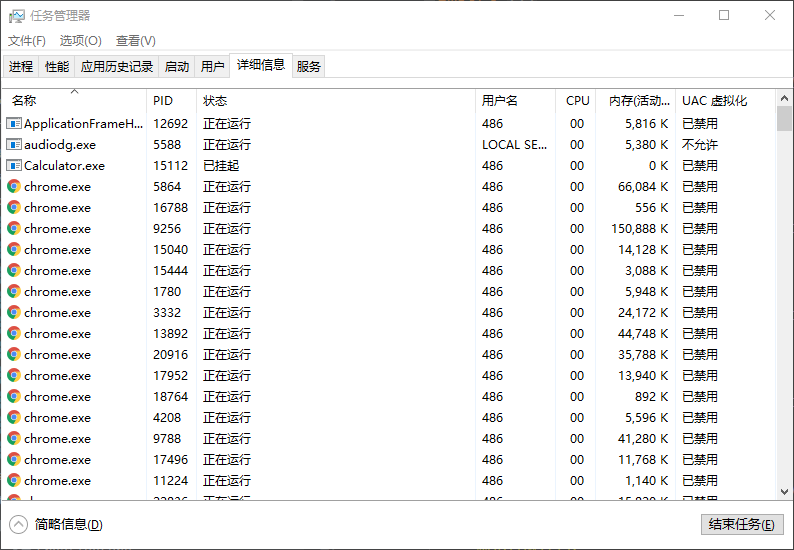 任务管理器
文件(F) 选项(O) 查看(V)
进程 性能 应用历史记录 启动 用户 详细信息 服务
名称 PID 状态 用户名 CPU 内存(活动... UAC 虚拟化
ApplicationFrameH... 12692 正在运行 486 00 5,816 K 已禁用
audiodg.exe 5588 正在运行 LOCAL SE... 00 5,380 K 不允许
Calculator.exe 15112 已挂起 486 00 0 K 已禁用
chrome.exe 5864 正在运行 486 00 66,084 K 已禁用
chrome.exe 16788 正在运行 486 00 556 K 已禁用
chrome.exe 9256 正在运行 486 00 150,888 K 已禁用
chrome.exe 15040 正在运行 486 00 14,128 K 已禁用
chrome.exe 15444 正在运行 486 00 3,088 K 已禁用
chrome.exe 1780 正在运行 486 00 5,948 K 已禁用
chrome.exe 3332 正在运行 486 00 24,172 K 已禁用
chrome.exe 13892 正在运行 486 00 44,748 K 已禁用
chrome.exe 20916 正在运行 486 00 35,788 K 已禁用
chrome.exe 17952 正在运行 486 00 13,940 K 已禁用
chrome.exe 18764 正在运行 486 00 892 K 已禁用
chrome.exe 4208 正在运行 486 00 5,596 K 已禁用
chrome.exe 9788 正在运行 486 00 41,280 K 已禁用
chrome.exe 17496 正在运行 486 00 11,768 K 已禁用
chrome.exe 11224 正在运行 486 00 1,140 K 已禁用
简略信息(D) 结束任务(E)